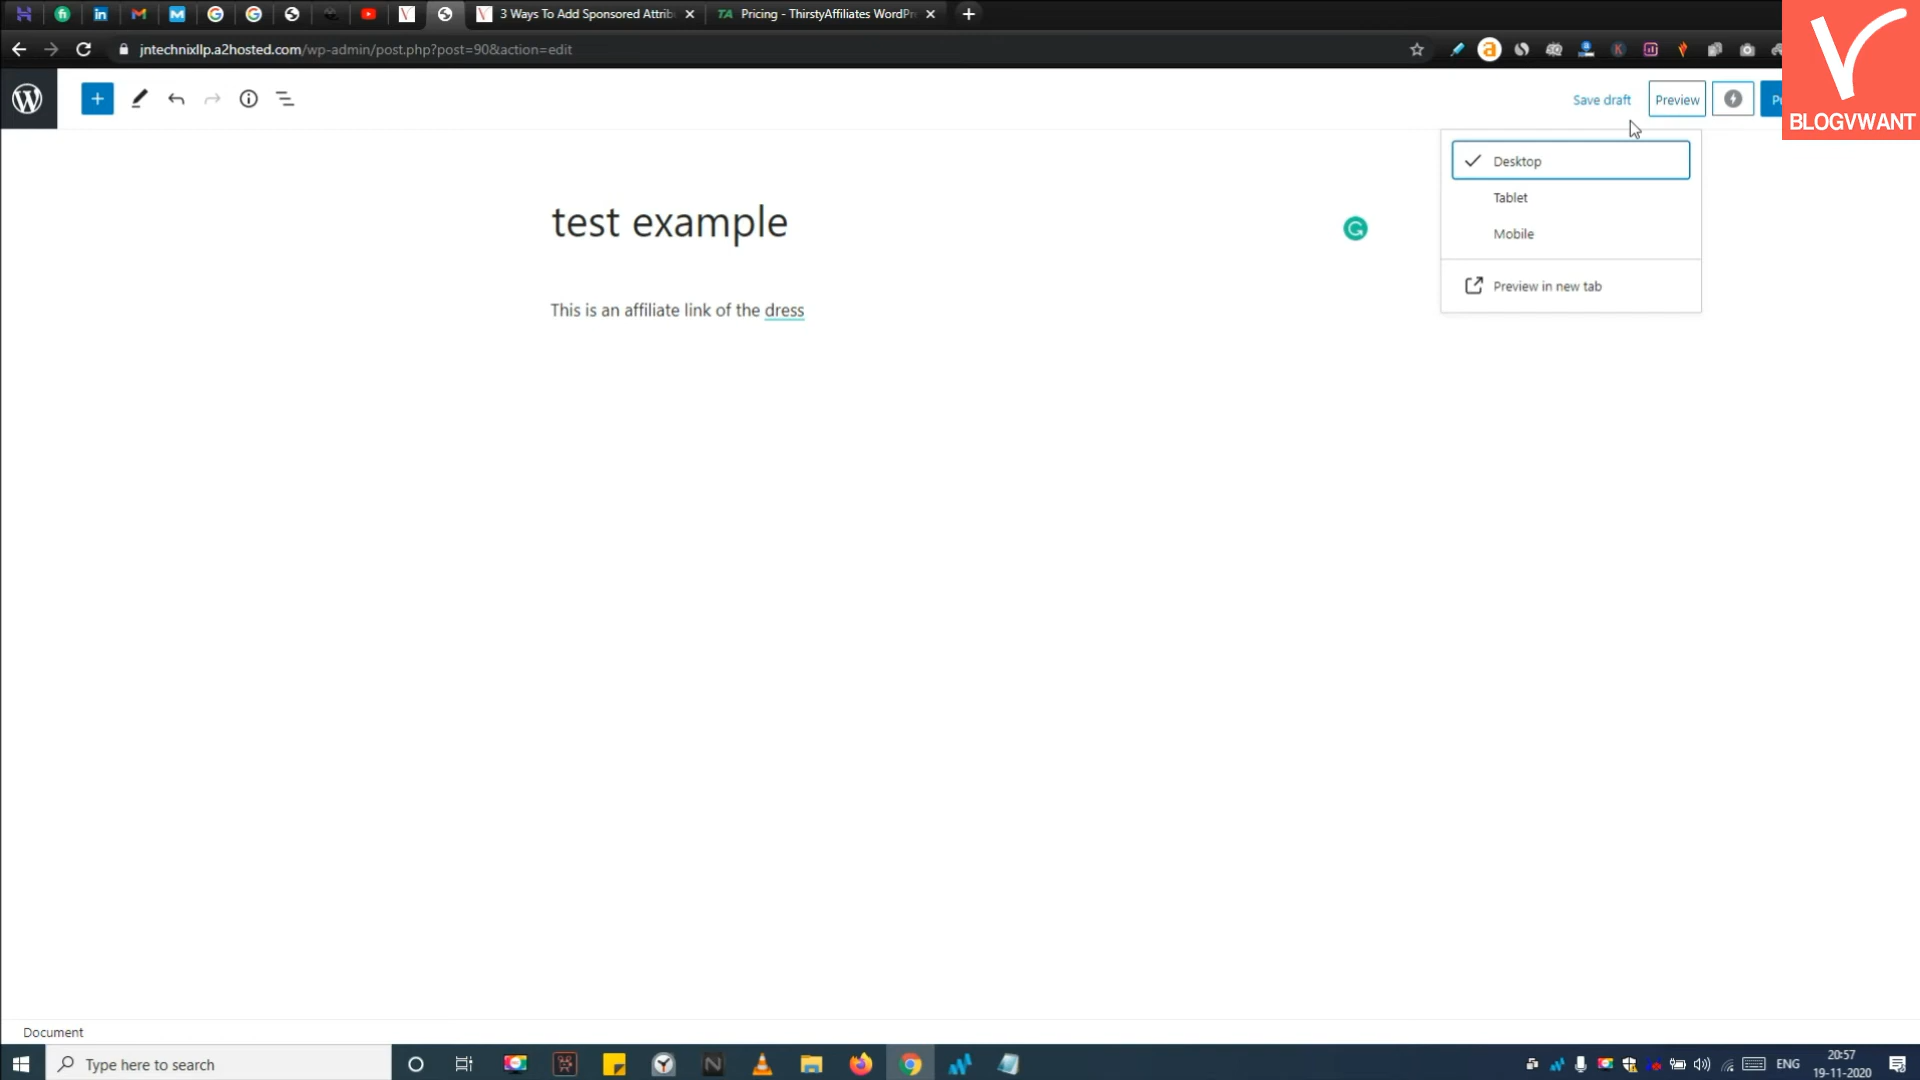 3 Ways To Add Sponsored Attrib
TA Pricing - ThirstyAffiliates WordPr
jntechnixllp.a2hosted.com/wp-admin/post.php?post=90&action=edit
Save draft
Preview
BLOGVWANT
Desktop
Tablet
Mobile
Preview in new tab
test example
This is an affiliate link of the dress
Document
Type here to search
ENG
20:57
19-11-2020